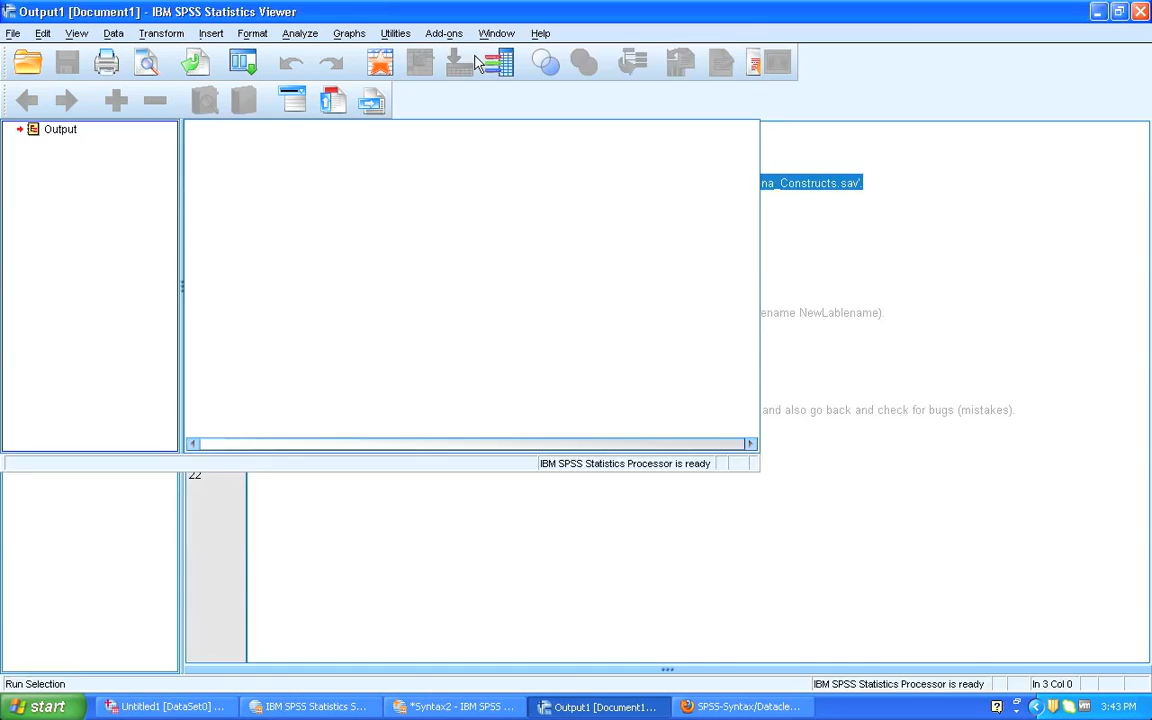 Output1 [Document1] - IBM SPSS Statistics Viewer
File Edit View Data Transform Insert Format Analyze Graphs Utilities Add-ons Window Help
Output
na_Constructs.sav'.
ename NewLablename).
and also go back and check for bugs (mistakes).
IBM SPSS Statistics Processor is ready
22
Run Selection
IBM SPSS Statistics Processor is ready
In 3 Col 0
start
Untitled1 [DataSet0] ...
IBM SPSS Statistics S...
*Syntax2 - IBM SPSS ...
Output1 [Document1...
SPSS-Syntax/Datacle...
3:43 PM